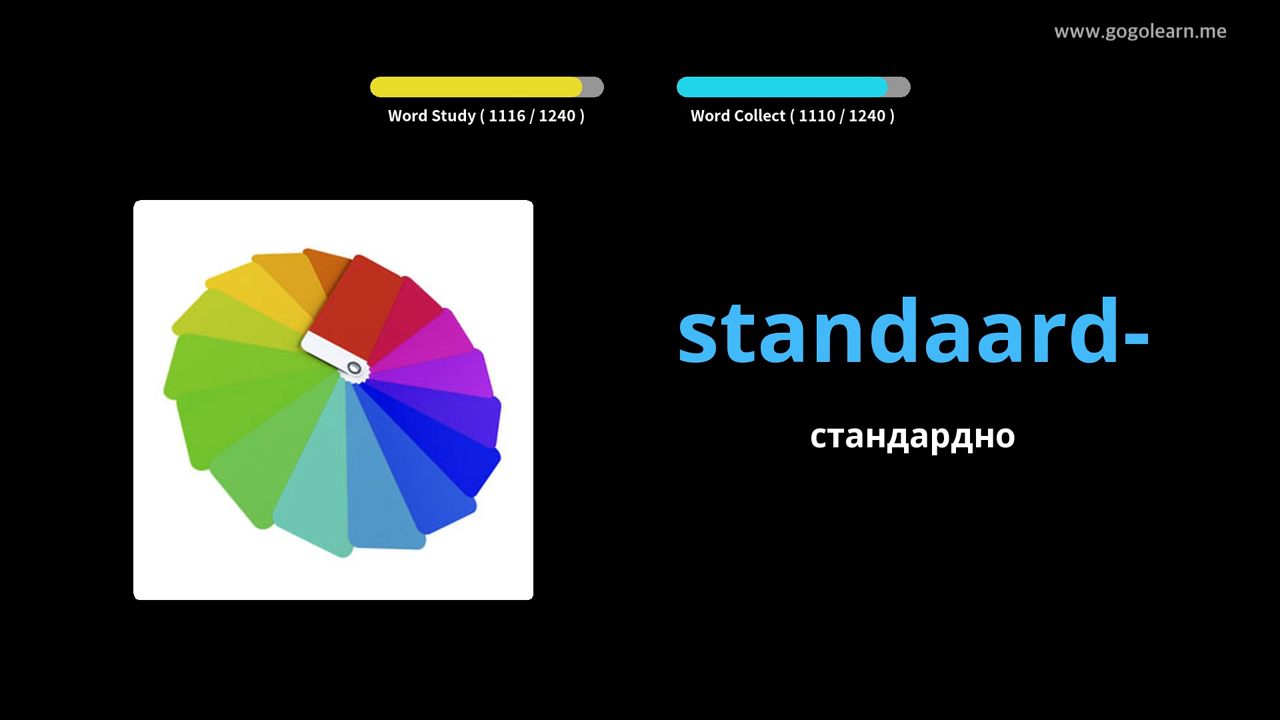 www.gogolearn.me
Word Study ( 1116 / 1240 )
Word Collect ( 1110 / 1240 )
standaard-
стандардно